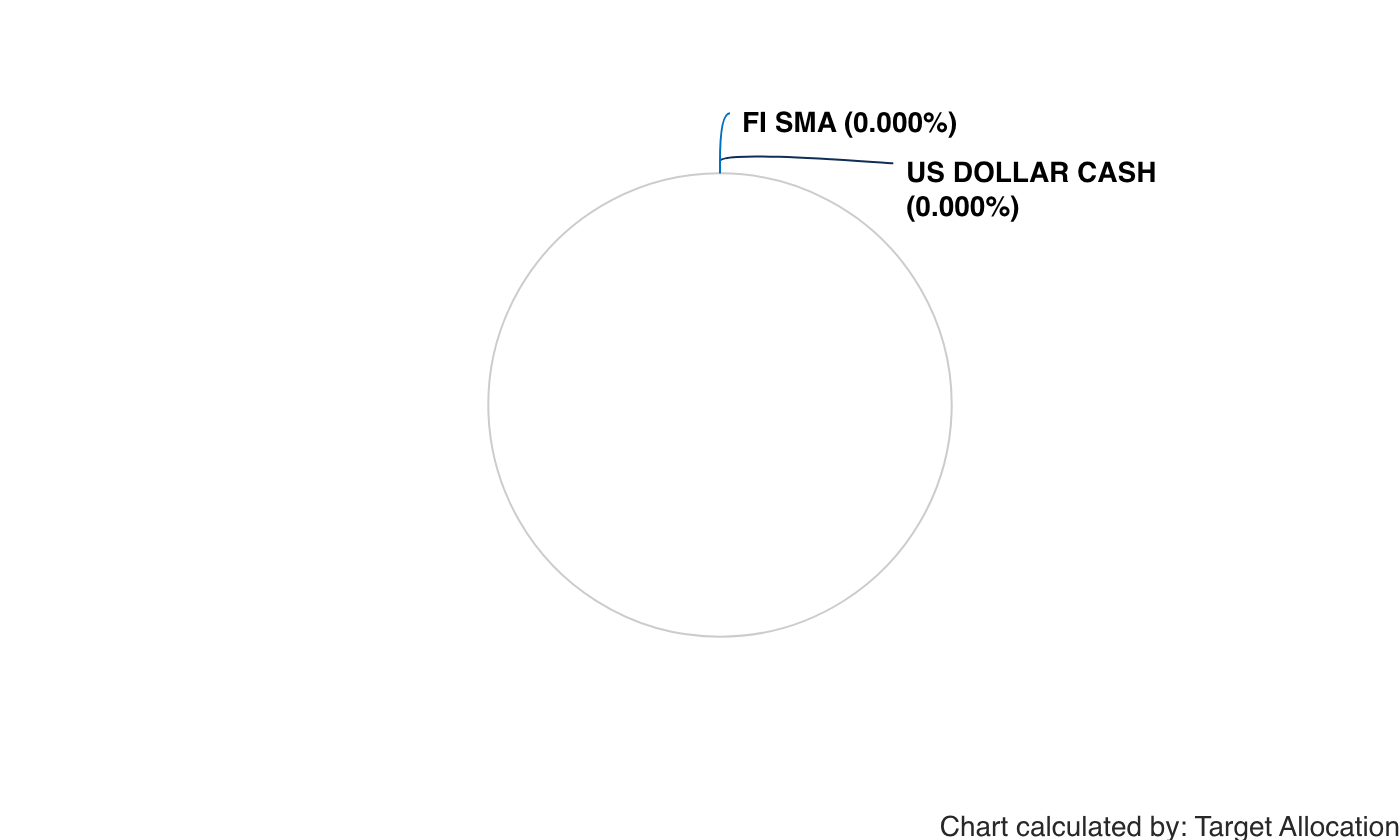 FI SMA (0.000%)
US DOLLAR CASH
(0.000%)
Chart calculated by: Target Allocation